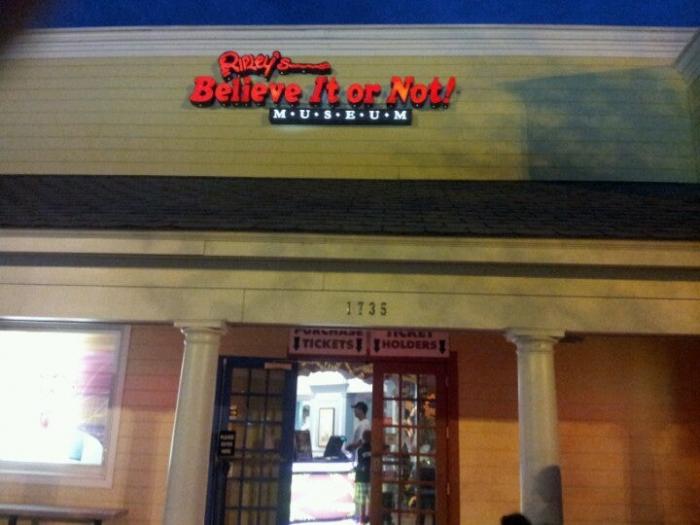 Ripley's
Believe It or Not!
M·U·S·E·U·M
1735
PURCHASE
TICKETS
TICKET
HOLDERS